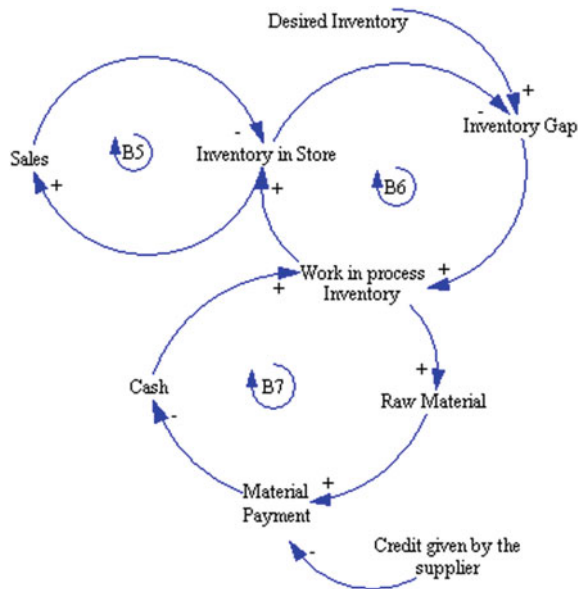 Desired Inventory
+
-
Inventory Gap
B5
-
Sales
Inventory in Store
+
+
B6
Work in process
Inventory
+
+
Cash
B7
+
Raw Material
-
Material
Payment
+
-
Credit given by the
supplier